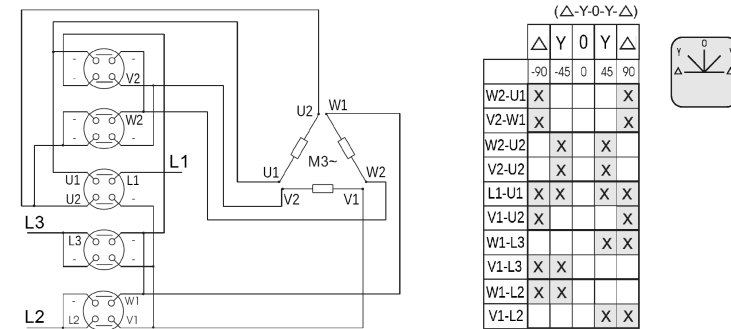 (△-Y-0-Y-△)
△ Y 0 Y △
-90 -45 0 45 90
W2-U1 X X
V2-W1 X X
W2-U2 X X
V2-U2 X X
L1-U1 X X X X
V1-U2 X X
W1-L3 X X
V1-L3 X X
W1-L2 X X
V1-L2 X X
0
Y Y
△ △
- -
- V2
- W2
- -
L1
U1 L1
U2 -
L3
L3 -
- -
- W1
L2
L2 V1
U2 W1
M3~
U1 W2
V2 V1